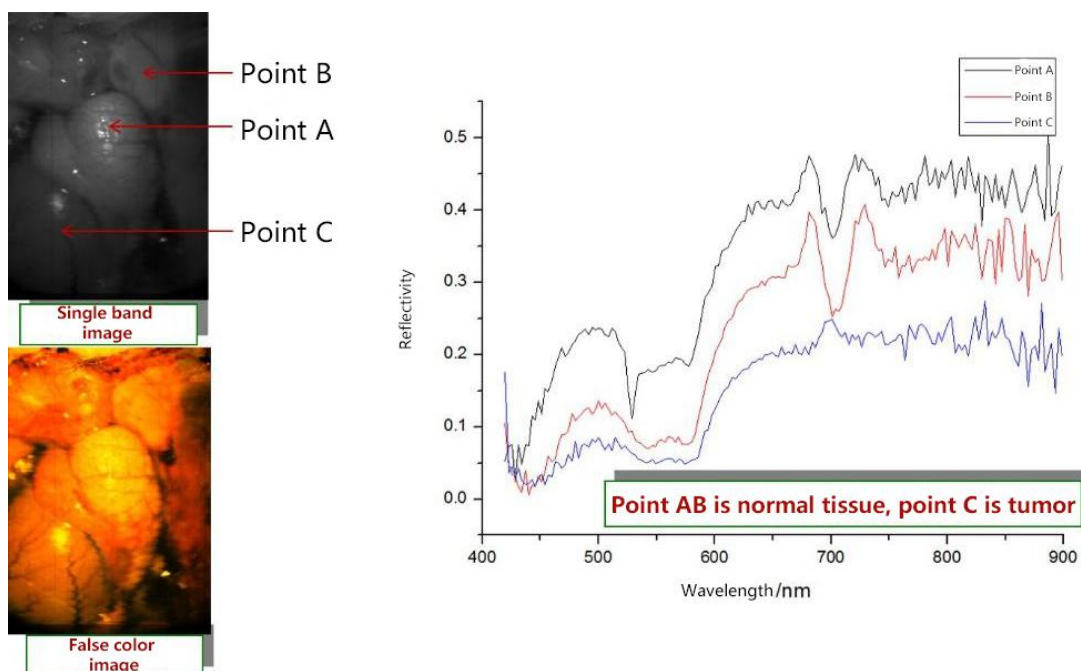 Point B
Point A
Point C
Single band
image
False color
image
Point A
Point B
Point C
0.5
0.4
0.3
0.2
0.1
0.0
Reflectivity
Point AB is normal tissue, point C is tumor
400
500
600
700
800
900
Wavelength/nm